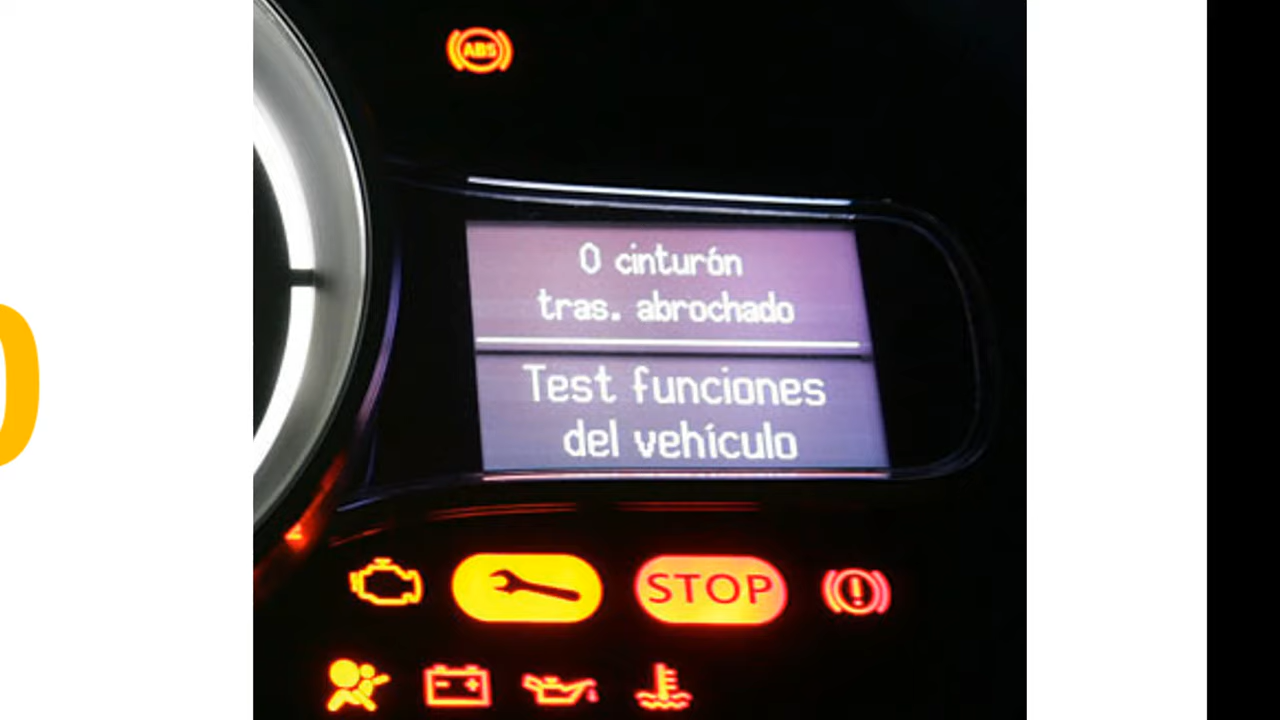 ABS
0 cinturón
tras. abrochado
Test funciones
del vehículo
STOP